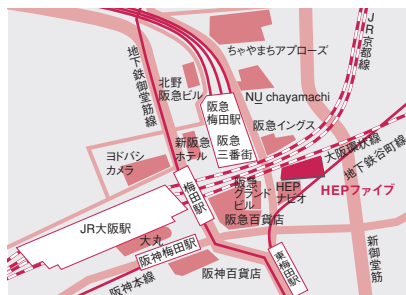 ちゃやまちアプローズ
JR京都線
地下鉄御堂筋線
北野
阪急ビル
NU chayamachi
阪急
梅田駅
阪急
三番街
阪急イングス
新阪急
ホテル
ヨドバシ
カメラ
大阪環状線
地下鉄谷町線
梅田駅
阪急
グランド
ビル
HEP
ナビオ
HEPファイブ
阪急百貨店
JR大阪駅
大丸
阪神梅田駅
阪神本線
阪神百貨店
東梅田駅
新御堂筋